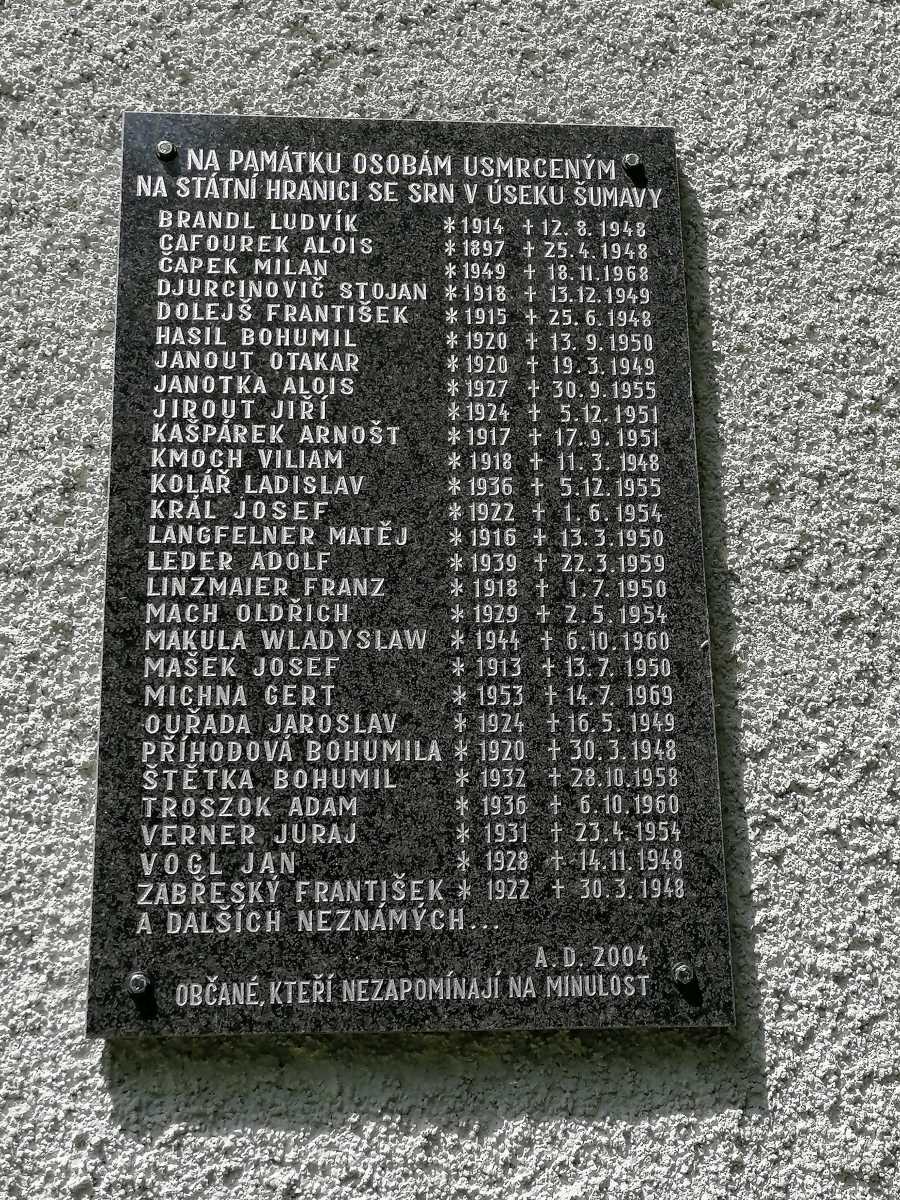 NA PAMÁTKU OSOBÁM USMRCENÝM
NA STÁTNÍ HRANICI SE SRN V ÚSEKU ŠUMAVY
BRANDL LUDVÍK * 1914 † 12. 8. 1948
CAFOUREK ALOIS * 1897 † 25. 4. 1948
ČAPEK MILAN * 1949 † 18. 11. 1968
DJURCINOVIČ STOJAN * 1918 † 13. 12. 1949
DOLEJŠ FRANTIŠEK * 1915 † 25. 6. 1948
HASIL BOHUMIL * 1920 † 13. 9. 1950
JANOUT OTAKAR * 1920 † 19. 3. 1949
JANOTKA ALOIS * 1927 † 30. 9. 1955
JIROUT JIŘÍ * 1924 † 5. 12. 1951
KAŠPÁREK ARNOŠT * 1917 † 17. 9. 1951
KMOCH VILIAM * 1918 † 11. 3. 1948
KOLÁŘ LADISLAV * 1936 † 5. 12. 1955
KRÁL JOSEF * 1922 † 1. 6. 1954
LANGFELNER MATĚJ * 1916 † 13. 3. 1950
LEDER ADOLF * 1939 † 22. 3. 1959
LINZMAIER FRANZ * 1918 † 1. 7. 1950
MACH OLDŘICH * 1929 † 2. 5. 1954
MAKULA WLADYSLAW * 1944 † 6. 10. 1960
MAŠEK JOSEF * 1913 † 13. 7. 1950
MICHNA GERT * 1953 † 14. 7. 1969
OUŘADA JAROSLAV * 1924 † 16. 5. 1949
PŘÍHODOVÁ BOHUMILA * 1920 † 30. 3. 1948
ŠTĚTKA BOHUMIL * 1932 † 28. 10. 1958
TROSZOK ADAM * 1936 † 6. 10. 1960
VERNER JURAJ * 1931 † 23. 4. 1954
VOGL JAN * 1928 † 14. 11. 1948
ZABŘESKÝ FRANTIŠEK * 1922 † 30. 3. 1948
A DALŠÍCH NEZNÁMÝCH...
A. D. 2004
OBČANÉ, KTEŘÍ NEZAPOMÍNAJÍ NA MINULOST